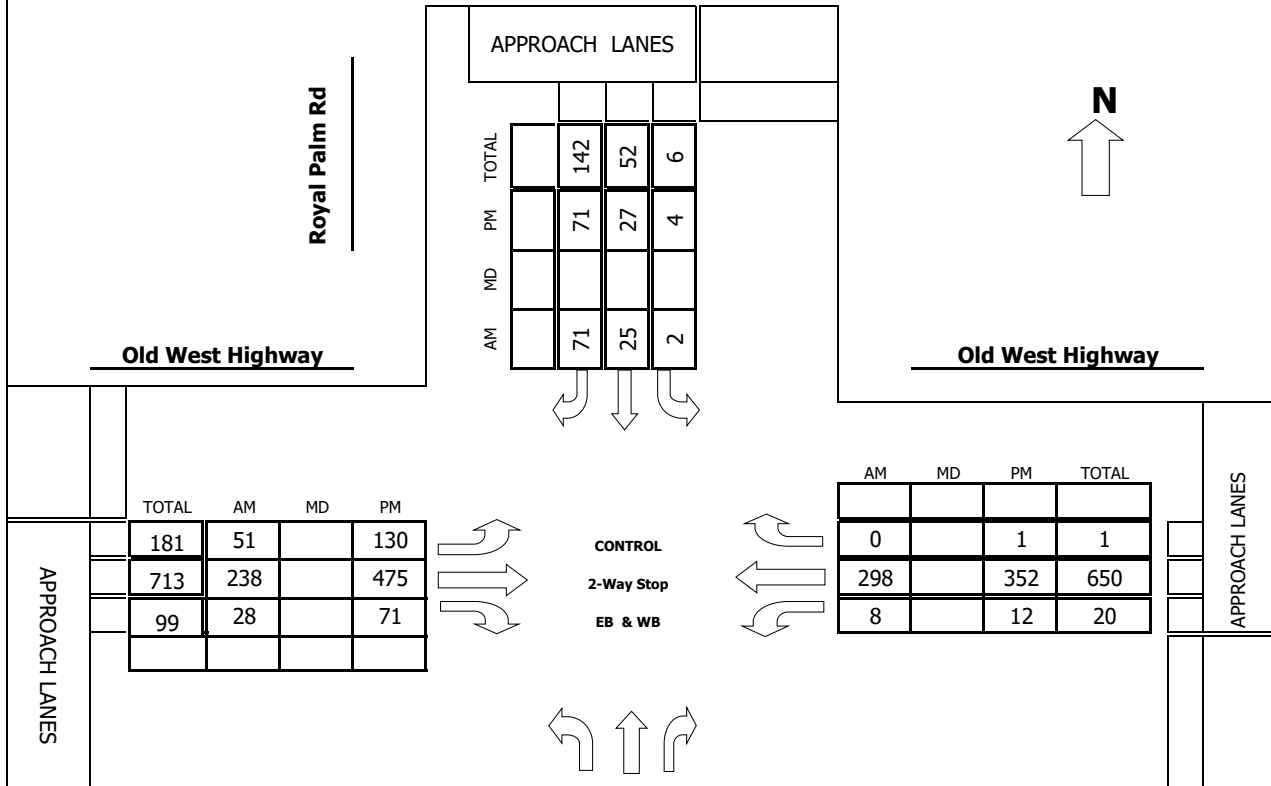 APPROACH LANES
N
Royal Palm Rd
TOTAL 142 52 6
PM 71 27 4
MD
AM 71 25 2
Old West Highway
Old West Highway
TOTAL AM MD PM
181 51 130
713 238 475
99 28 71
APPROACH LANES
CONTROL
2-Way Stop
EB & WB
AM MD PM TOTAL
0 1 1
298 352 650
8 12 20
APPROACH LANES